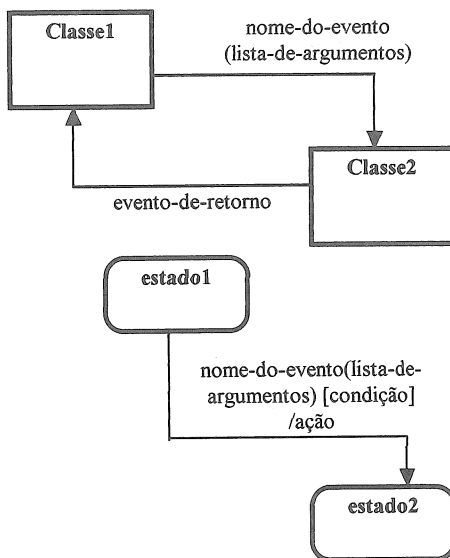 Classe1
nome-do-evento
(lista-de-argumentos)
Classe2
evento-de-retorno
estado1
nome-do-evento(lista-de-
argumentos) [condição]
/ação
estado2